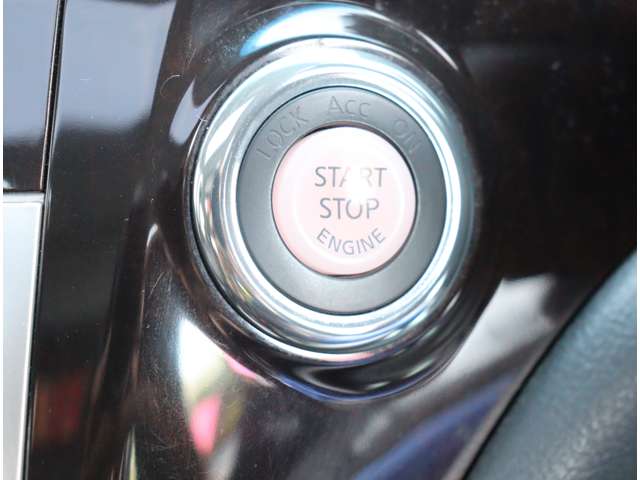 LOCK Acc ON
START
STOP
ENGINE